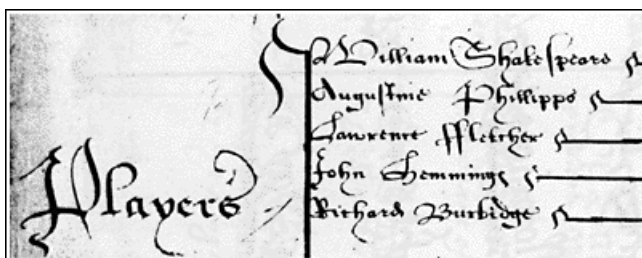 William Shakespeare
Augustine Phillipps
Lawrence ffletcher
John Hemminges
Richard Burbidge
Players